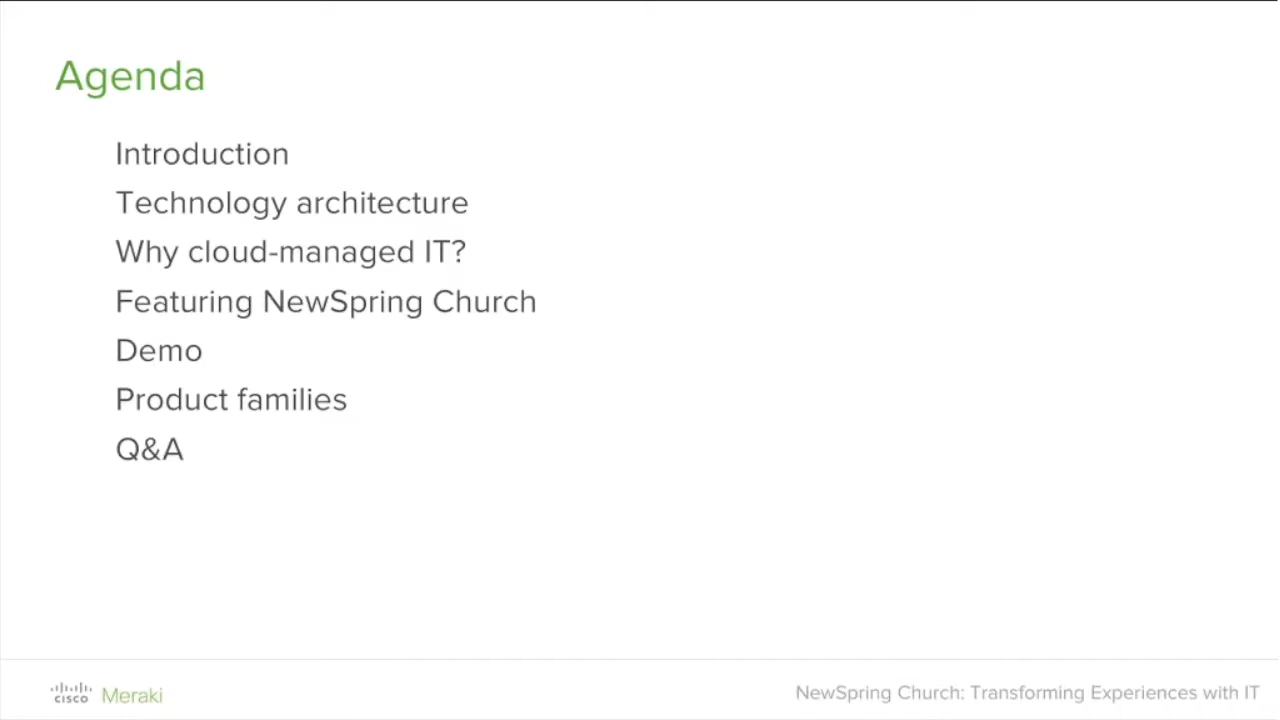 Agenda
Introduction
Technology architecture
Why cloud-managed IT?
Featuring NewSpring Church
Demo
Product families
Q&A
cisco Meraki
NewSpring Church: Transforming Experiences with IT